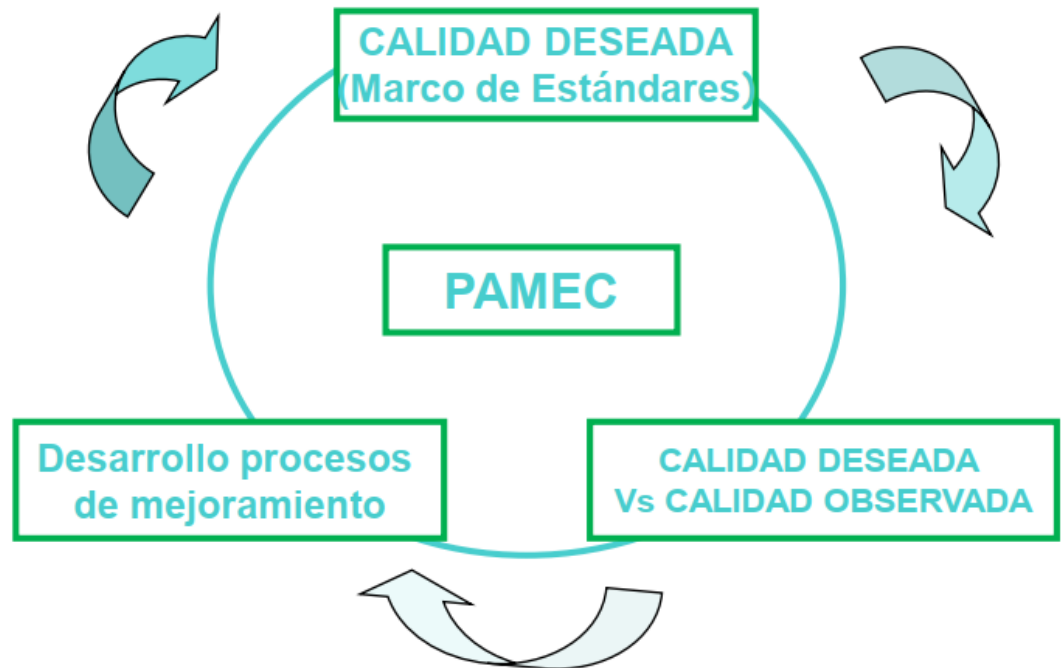 CALIDAD DESEADA
(Marco de Estándares)
PAMEC
Desarrollo procesos
de mejoramiento
CALIDAD DESEADA
Vs CALIDAD OBSERVADA